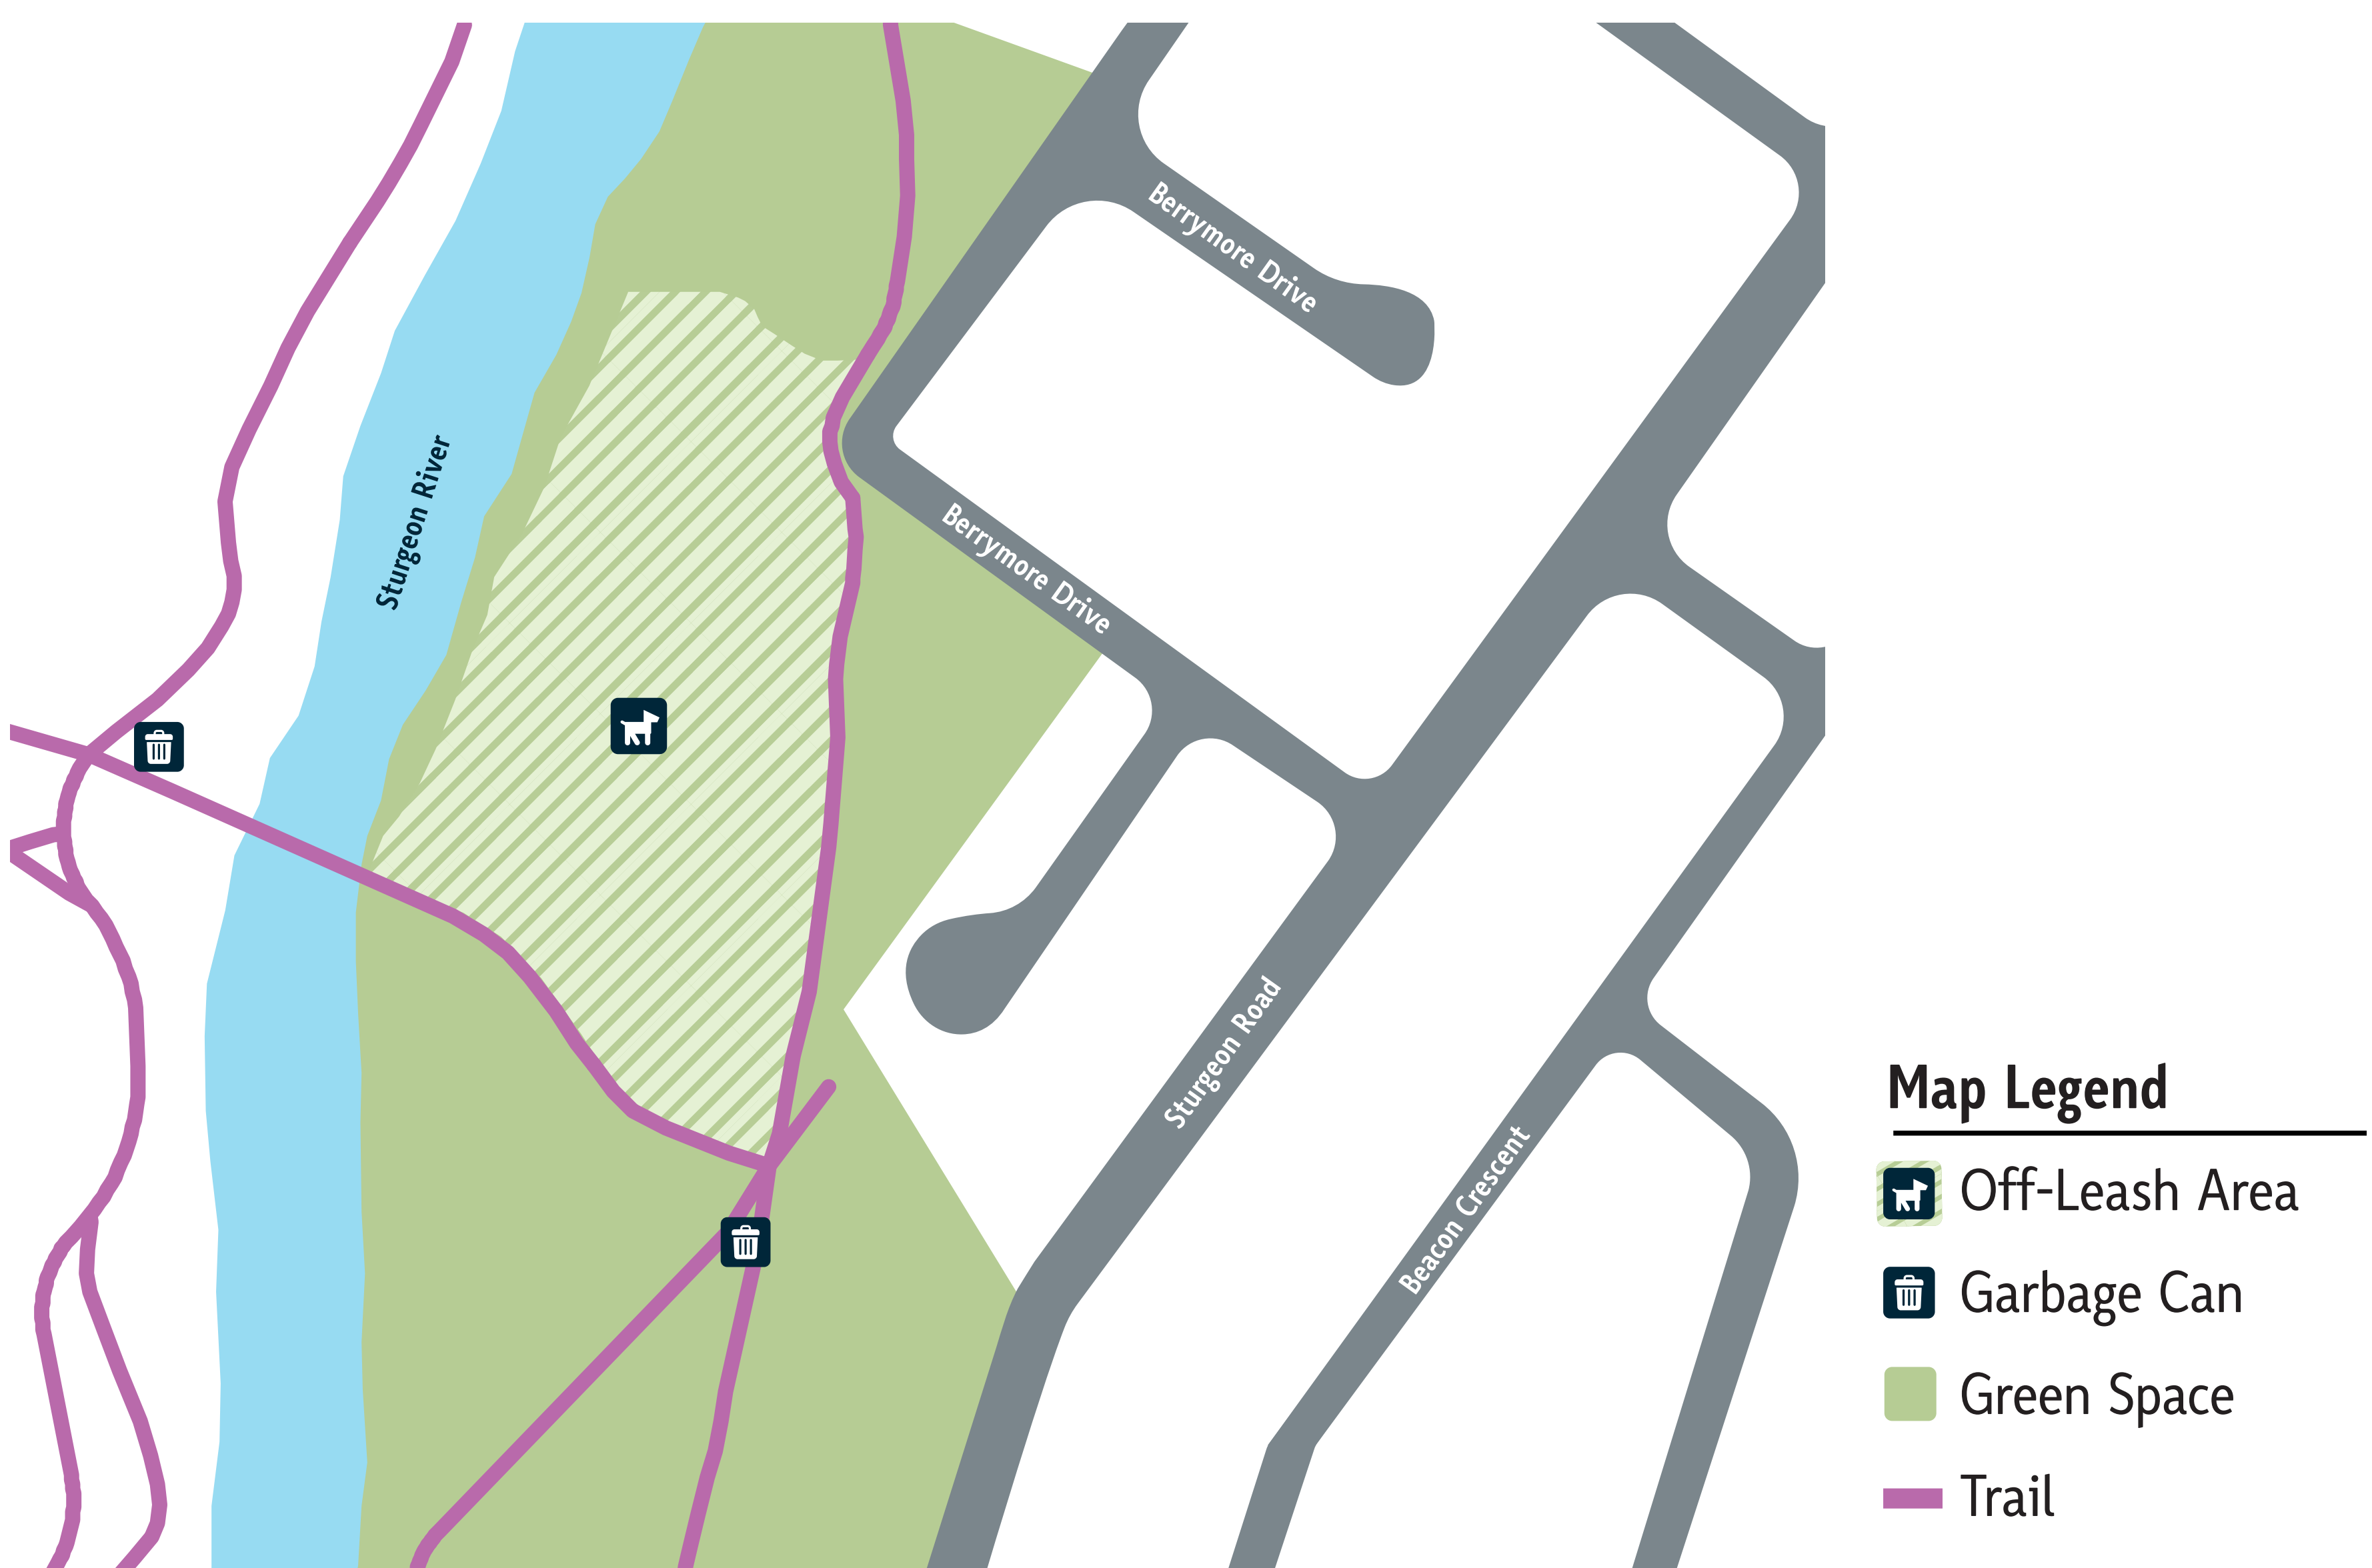 Berrymore Drive
Sturgeon River
Berrymore Drive
Sturgeon Road
Beacon Crescent
Map Legend
Off-Leash Area
Garbage Can
Green Space
Trail